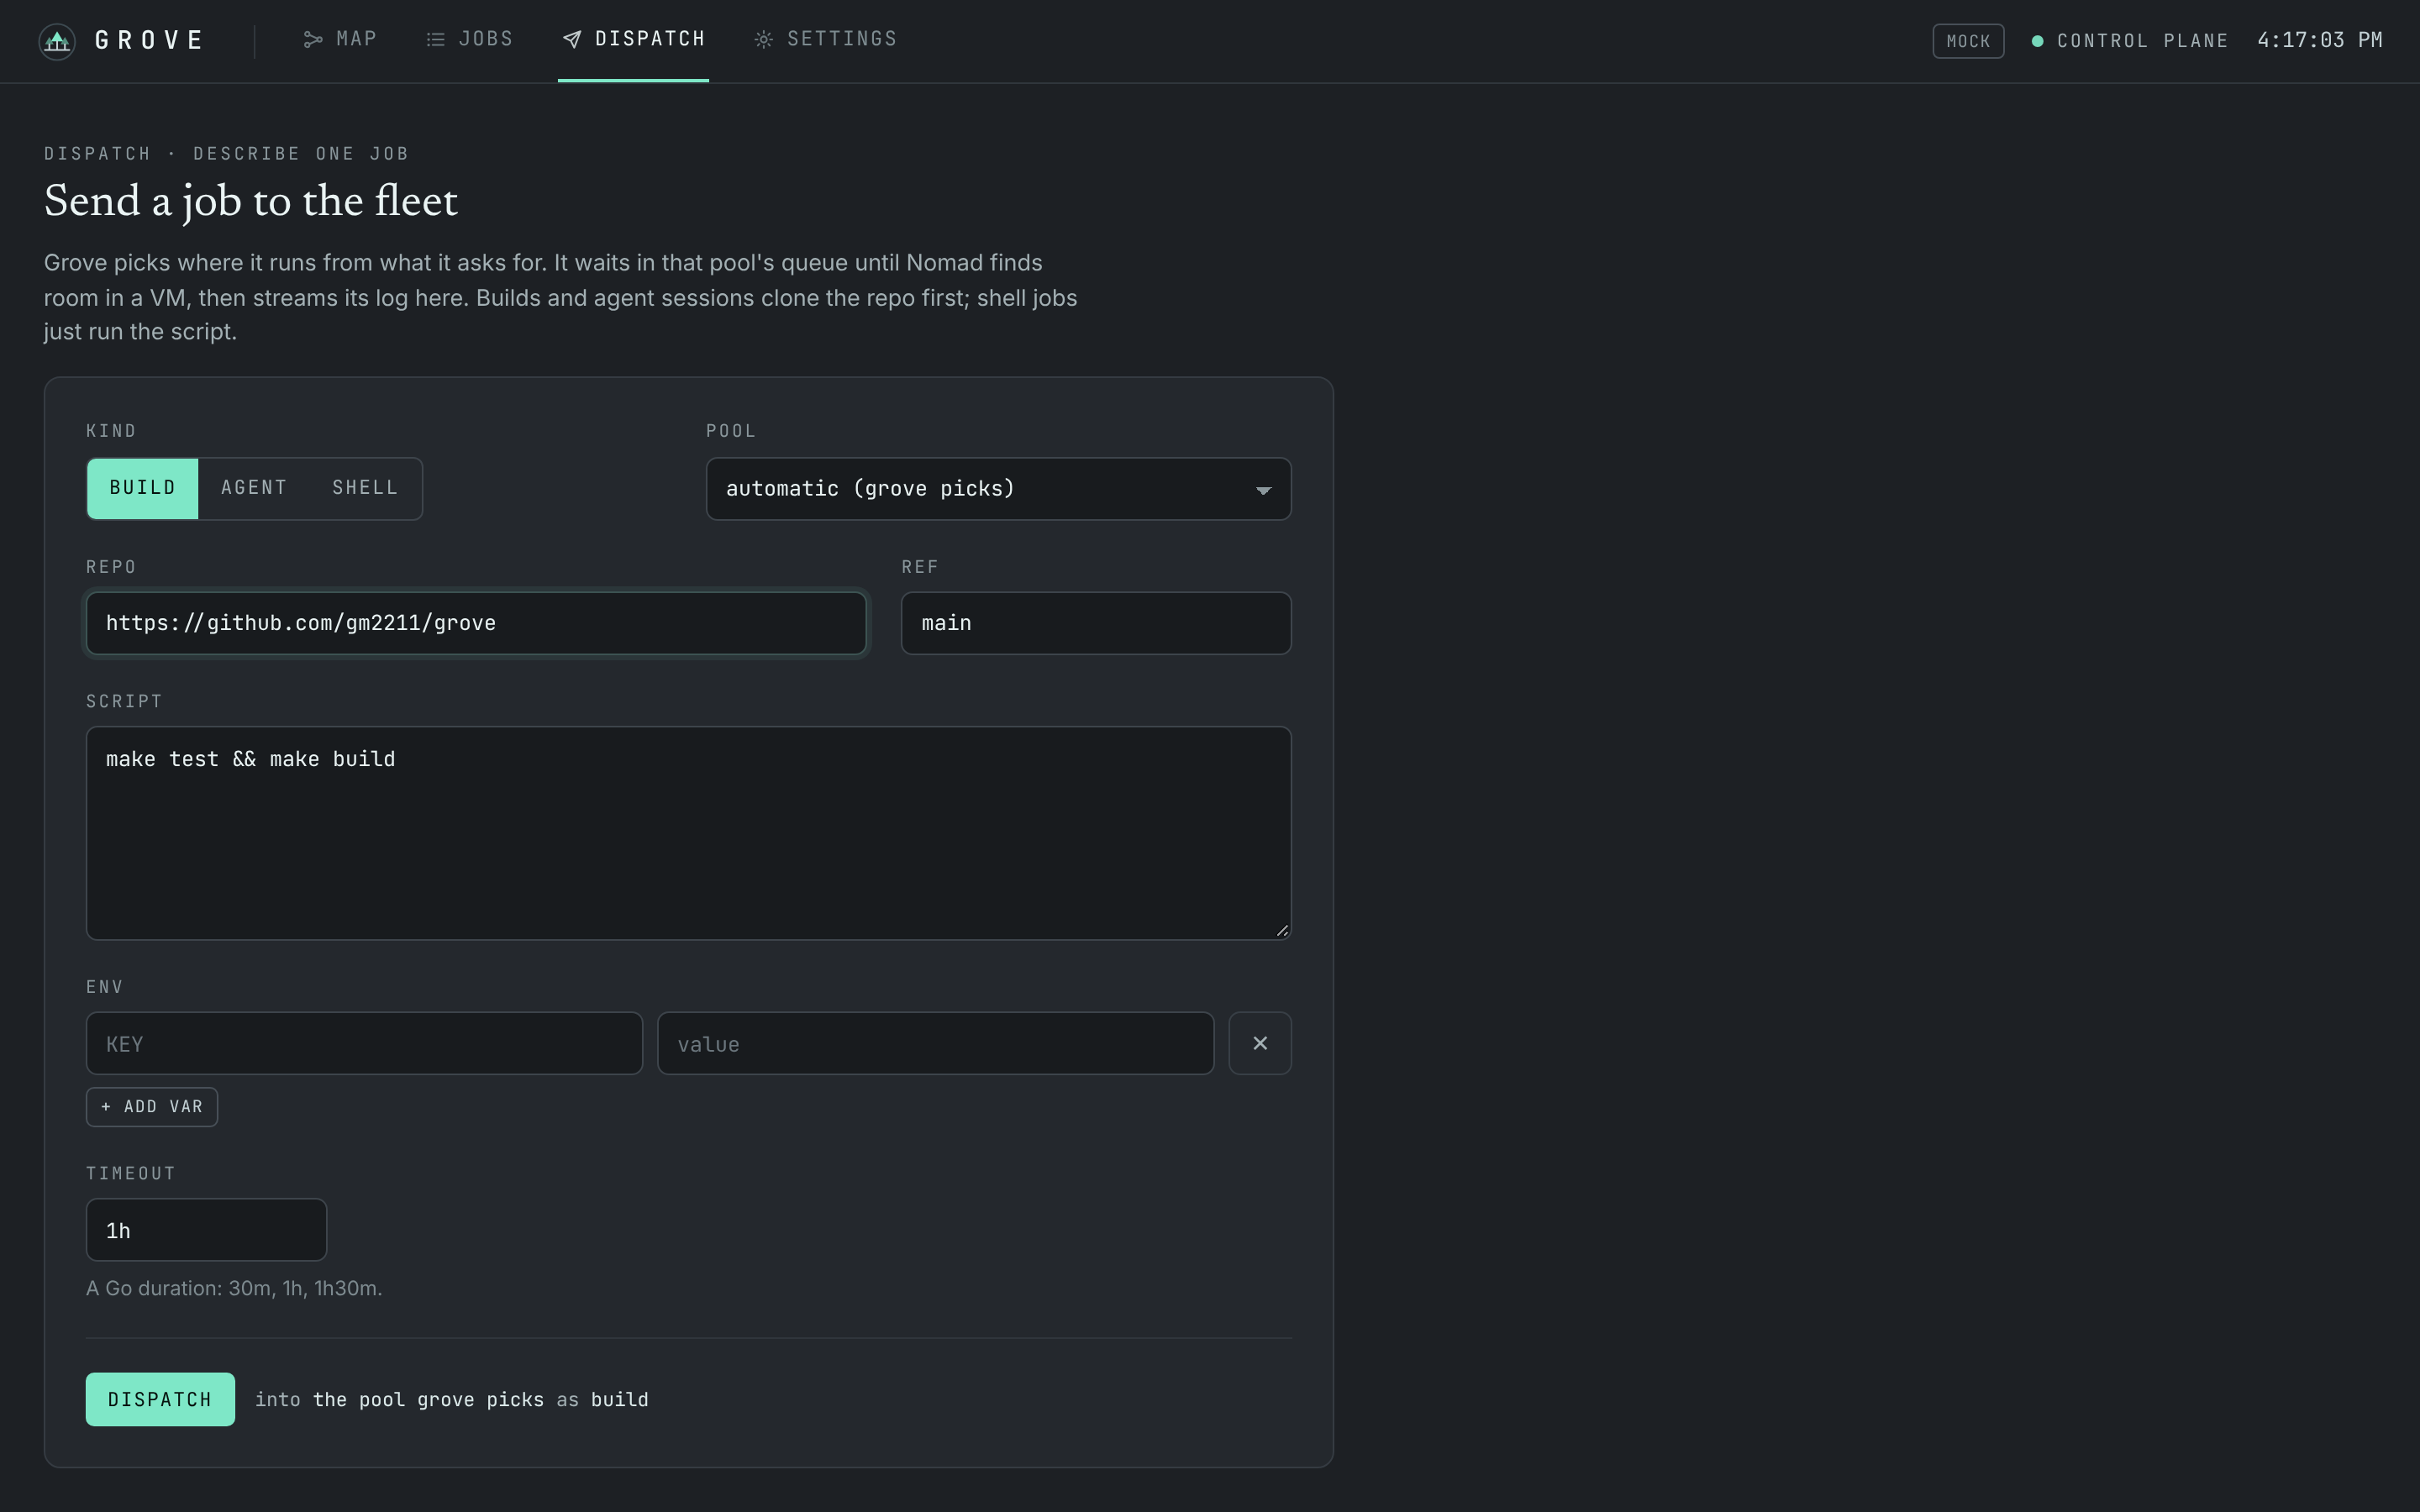 GROVE
MAP
JOBS
DISPATCH
SETTINGS
MOCK
CONTROL PLANE
4:17:03 PM
DISPATCH · DESCRIBE ONE JOB
Send a job to the fleet
Grove picks where it runs from what it asks for. It waits in that pool's queue until Nomad finds
room in a VM, then streams its log here. Builds and agent sessions clone the repo first; shell jobs
just run the script.
KIND
POOL
BUILD
AGENT
SHELL
automatic (grove picks)
REPO
REF
https://github.com/gm2211/grove
main
SCRIPT
make test && make build
ENV
KEY
value
✕
+ ADD VAR
TIMEOUT
1h
A Go duration: 30m, 1h, 1h30m.
DISPATCH
into the pool grove picks as build